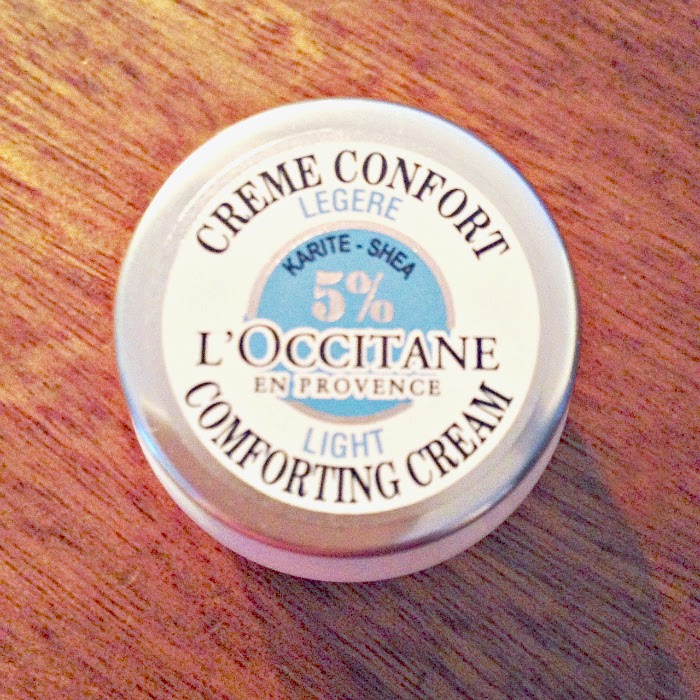 CREME CONFORT
LEGERE
KARITE - SHEA
5%
L'OCCITANE
EN PROVENCE
LIGHT
COMFORTING CREAM